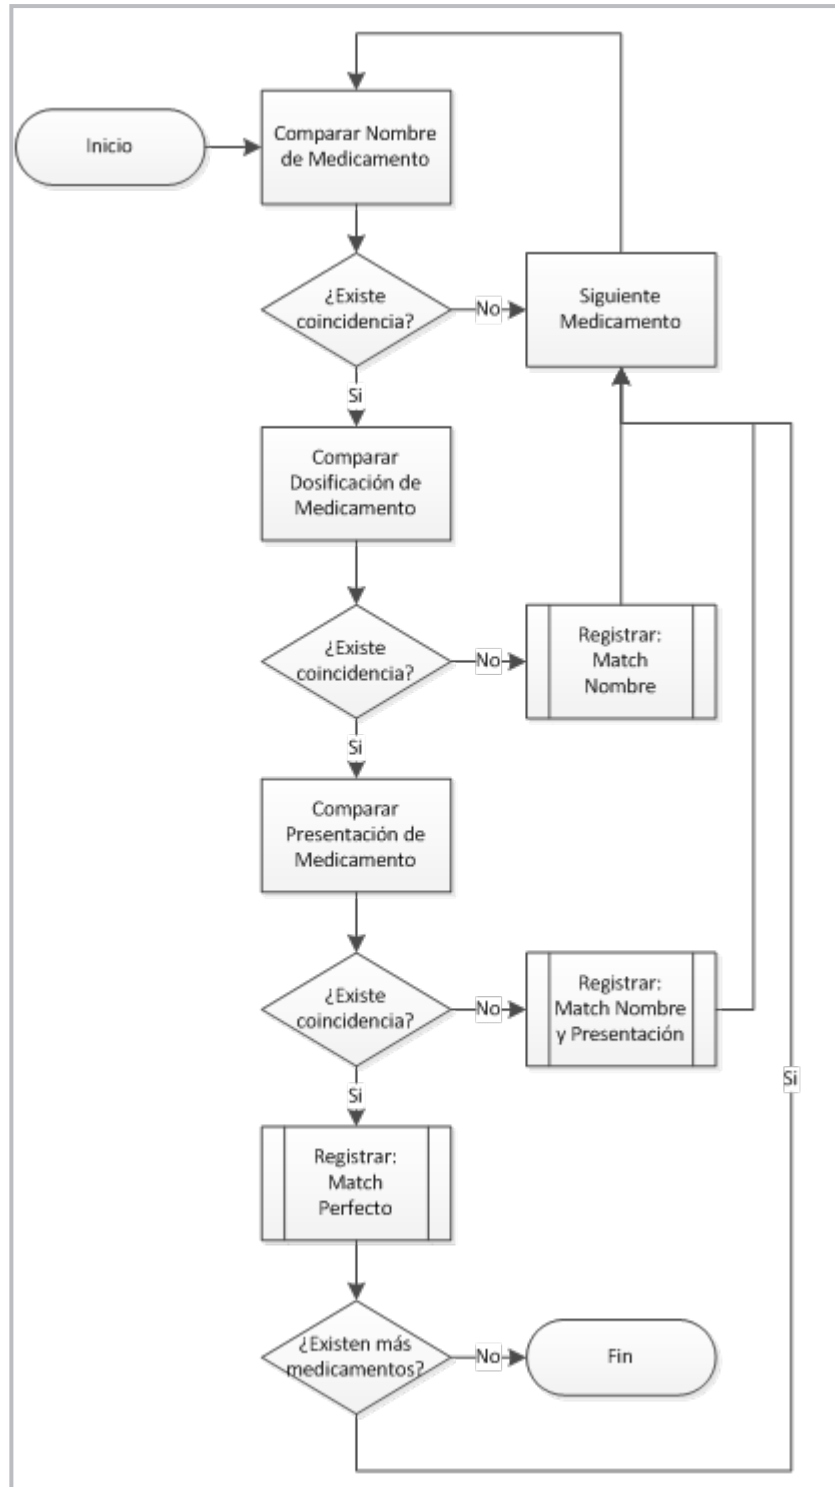 Inicio
Comparar Nombre
de Medicamento
¿Existe
coincidencia?
No
Siguiente
Medicamento
Si
Comparar
Dosificación de
Medicamento
¿Existe
coincidencia?
No
Registrar:
Match
Nombre
Si
Comparar
Presentación de
Medicamento
¿Existe
coincidencia?
No
Registrar:
Match Nombre
y Presentación
Si
Si
Registrar:
Match
Perfecto
¿Existen más
medicamentos?
No
Fin